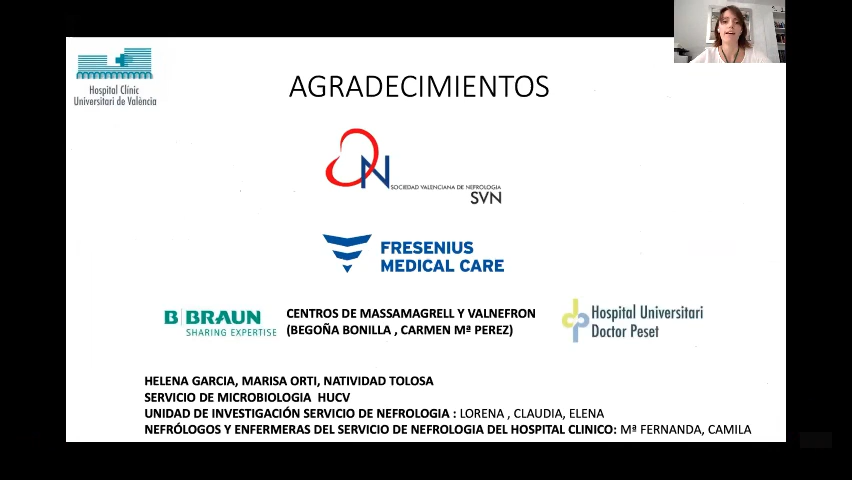 Hospital Clínic
Universitari de València
AGRADECIMIENTOS
N
SOCIEDAD VALENCIANA DE NEFROLOGIA
SVN
FRESENIUS
MEDICAL CARE
B|BRAUN
SHARING EXPERTISE
CENTROS DE MASSAMAGRELL Y VALNEFRON
(BEGOÑA BONILLA , CARMEN Mª PEREZ)
dp Hospital Universitari
Doctor Peset
HELENA GARCIA, MARISA ORTI, NATIVIDAD TOLOSA
SERVICIO DE MICROBIOLOGIA HUCV
UNIDAD DE INVESTIGACIÓN SERVICIO DE NEFROLOGIA : LORENA , CLAUDIA, ELENA
NEFRÓLOGOS Y ENFERMERAS DEL SERVICIO DE NEFROLOGIA DEL HOSPITAL CLINICO: Mª FERNANDA, CAMILA